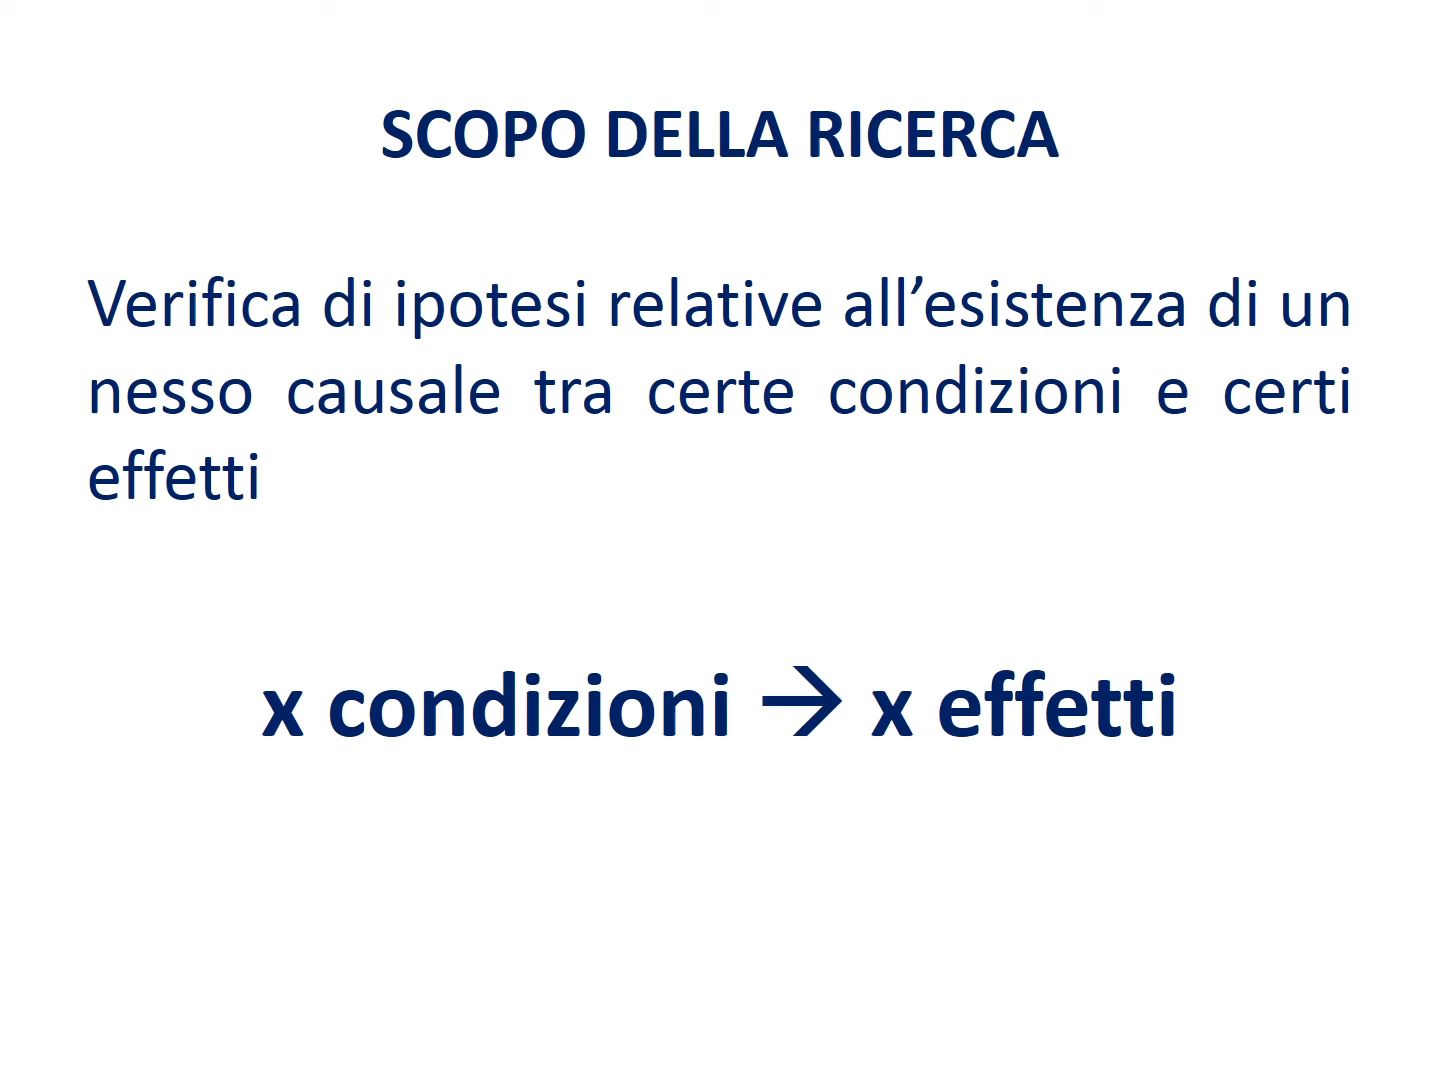 SCOPO DELLA RICERCA
Verifica di ipotesi relative all’esistenza di un
nesso causale tra certe condizioni e certi
effetti
x condizioni → x effetti